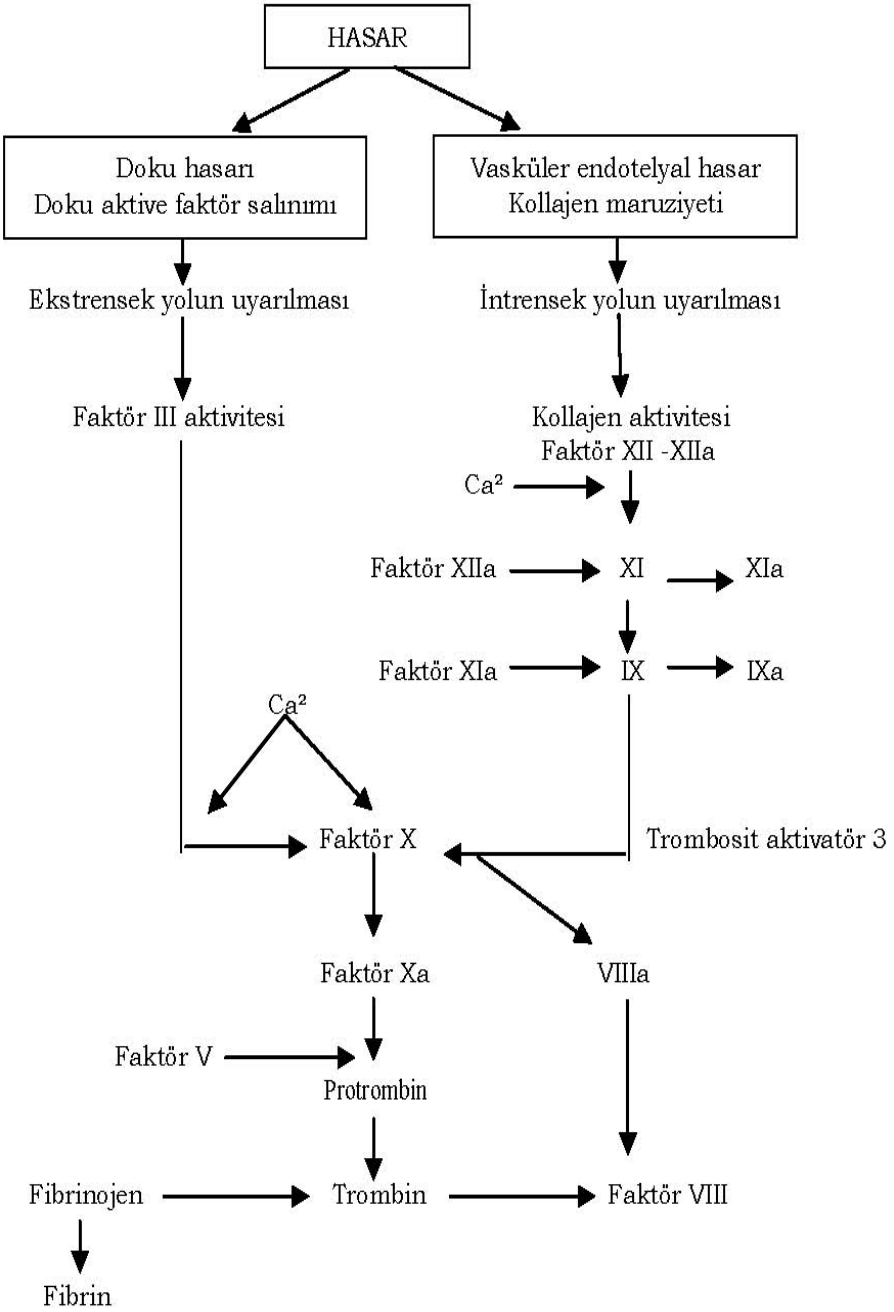 HASAR
Doku hasarı
Doku aktive faktör salınımı
Vasküler endotelyal hasar
Kollajen maruziyeti
Ekstrensek yolun uyarılması
İntrensek yolun uyarılması
Faktör III aktivitesi
Kollajen aktivitesi
Faktör XII -XIIa
Ca²
Faktör XIIa
XI
XIa
Faktör XIa
IX
IXa
Ca²
Faktör X
Trombosit aktivatör 3
Faktör Xa
VIIIa
Faktör V
Protrombin
Fibrinojen
Trombin
Faktör VIII
Fibrin